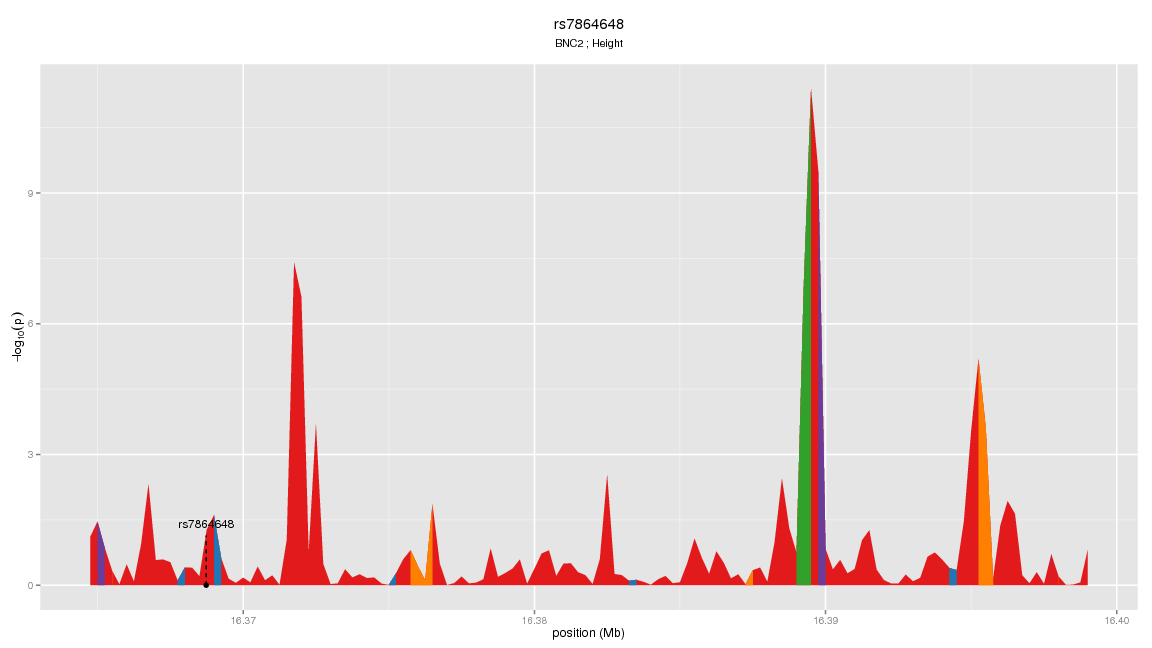 rs7864648
BNC2 ; Height
9
6
3
0
−log10(p)
rs7864648
16.37
16.38
16.39
16.40
position (Mb)